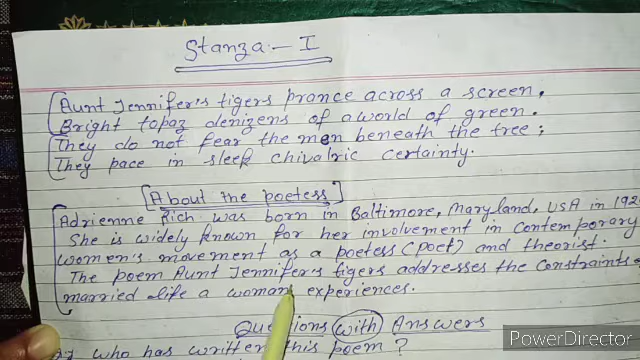 Stanza - I
Aunt Jennifer's tigers prance across a screen,
Bright topaz denizens of a world of green.
They do not fear the men beneath the tree;
They pace in sleek chivalric certainty.
About the poetess
Adrienne Rich was born in Baltimore, Maryland, USA in 192
She is widely known for her involvement in contemporary
women's movement as a poetess (poet) and theorist.
The poem Aunt Jennifer's tigers addresses the constraints
married life a woman experiences.
Questions with Answers
who has written this poem?
PowerDirector